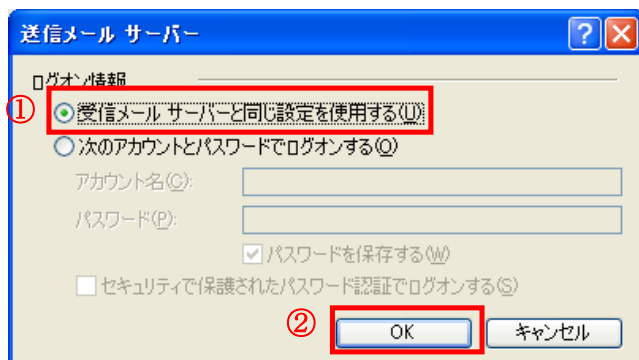 送信メール サーバー
ログオン情報
① 受信メール サーバーと同じ設定を使用する(U)
次のアカウントとパスワードでログオンする(O)
アカウント名(C):
パスワード(P):
パスワードを保存する(W)
セキュリティで保護されたパスワード認証でログオンする(S)
② OK キャンセル